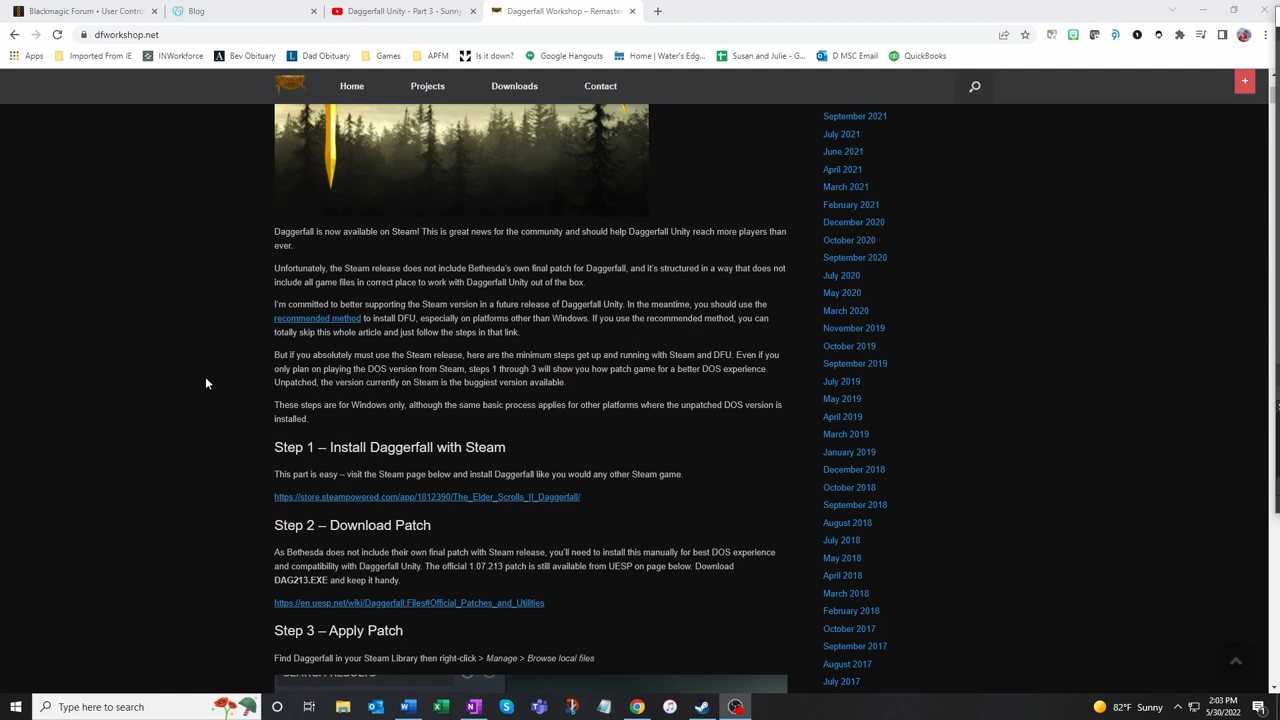 Blackmagic Forum • User Control
Blog
Daggerfall Unity - Part 3 - Sunny
Daggerfall Workshop – Remaster
dfworkshop.net
Apps
Imported From IE
INWorkforce
Bev Obituary
Dad Obituary
Games
APFM
Is it down?
Google Hangouts
Home | Water's Edg...
Susan and Julie - G...
D MSC Email
QuickBooks
Home
Projects
Downloads
Contact
+
Daggerfall is now available on Steam! This is great news for the community and should help Daggerfall Unity reach more players than
ever.
Unfortunately, the Steam release does not include Bethesda's own final patch for Daggerfall, and it's structured in a way that does not
include all game files in correct place to work with Daggerfall Unity out of the box.
I'm committed to better supporting the Steam version in a future release of Daggerfall Unity. In the meantime, you should use the
recommended method to install DFU, especially on platforms other than Windows. If you use the recommended method, you can
totally skip this whole article and just follow the steps in that link.
But if you absolutely must use the Steam release, here are the minimum steps get up and running with Steam and DFU. Even if you
only plan on playing the DOS version from Steam, steps 1 through 3 will show you how patch game for a better DOS experience.
Unpatched, the version currently on Steam is the buggiest version available.
These steps are for Windows only, although the same basic process applies for other platforms where the unpatched DOS version is
installed.
Step 1 – Install Daggerfall with Steam
This part is easy – visit the Steam page below and install Daggerfall like you would any other Steam game.
https://store.steampowered.com/app/1812390/The_Elder_Scrolls_II_Daggerfall/
Step 2 – Download Patch
As Bethesda does not include their own final patch with Steam release, you'll need to install this manually for best DOS experience
and compatibility with Daggerfall Unity. The official 1.07.213 patch is still available from UESP on page below. Download
DAG213.EXE and keep it handy.
https://en.uesp.net/wiki/Daggerfall:Files#Official_Patches_and_Utilities
Step 3 – Apply Patch
Find Daggerfall in your Steam Library then right-click > Manage > Browse local files
SEARCH RESULTS
September 2021
July 2021
June 2021
April 2021
March 2021
February 2021
December 2020
October 2020
September 2020
July 2020
May 2020
March 2020
November 2019
October 2019
September 2019
July 2019
May 2019
April 2019
March 2019
January 2019
December 2018
October 2018
September 2018
August 2018
July 2018
May 2018
April 2018
March 2018
February 2018
October 2017
September 2017
August 2017
July 2017
Type here to search
82°F Sunny
2:03 PM
5/30/2022